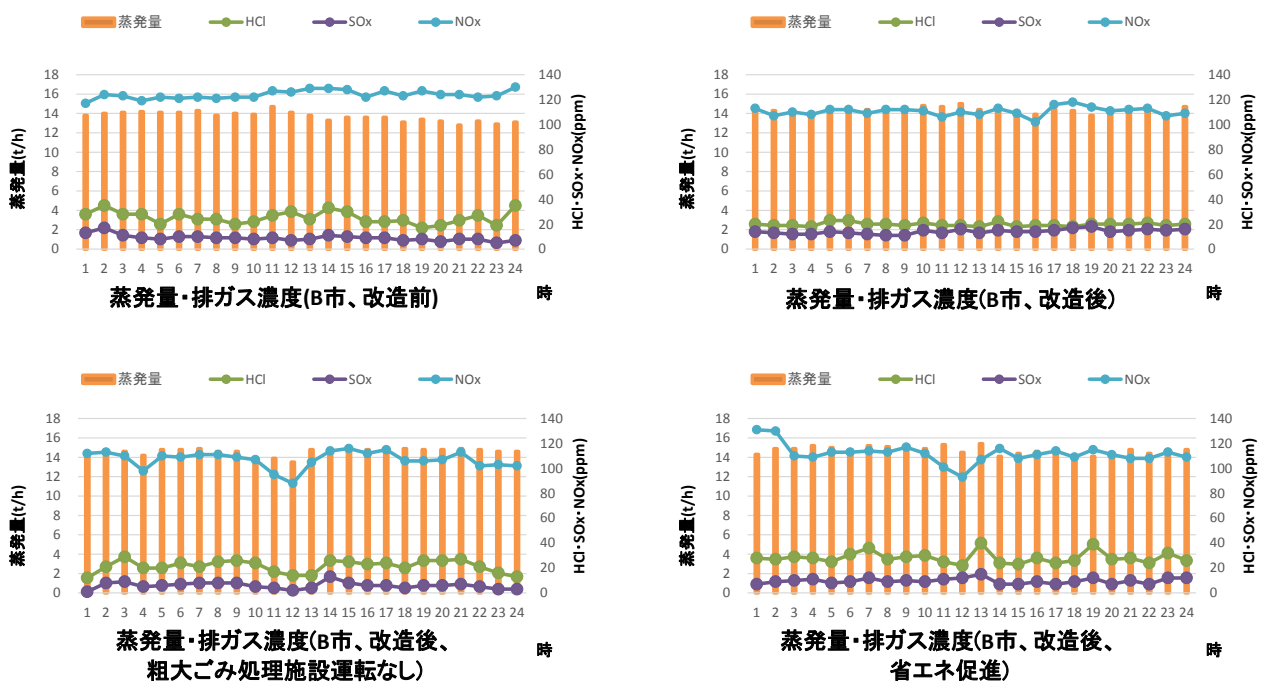 蒸発量 HCl SOx NOx
18 140
16 120
14 100
12 80
10 60
8 40
6 20
4 0
2
0
蒸発量(t/h)
HCl・SOx・NOx(ppm)
1 2 3 4 5 6 7 8 9 10 11 12 13 14 15 16 17 18 19 20 21 22 23 24
蒸発量・排ガス濃度(B市、改造前) 時
蒸発量 HCl SOx NOx
18 140
16 120
14 100
12 80
10 60
8 40
6 20
4 0
2
0
蒸発量(t/h)
HCl・SOx・NOx(ppm)
1 2 3 4 5 6 7 8 9 10 11 12 13 14 15 16 17 18 19 20 21 22 23 24
蒸発量・排ガス濃度(B市、改造後) 時
蒸発量 HCl SOx NOx
18 140
16 120
14 100
12 80
10 60
8 40
6 20
4 0
2
0
蒸発量(t/h)
HCl・SOx・NOx(ppm)
1 2 3 4 5 6 7 8 9 10 11 12 13 14 15 16 17 18 19 20 21 22 23 24
蒸発量・排ガス濃度(B市、改造後、 時
粗大ごみ処理施設運転なし)
蒸発量 HCl SOx NOx
18 140
16 120
14 100
12 80
10 60
8 40
6 20
4 0
2
0
蒸発量(t/h)
HCl・SOx・NOx(ppm)
1 2 3 4 5 6 7 8 9 10 11 12 13 14 15 16 17 18 19 20 21 22 23 24
蒸発量・排ガス濃度(B市、改造後、 時
省エネ促進)